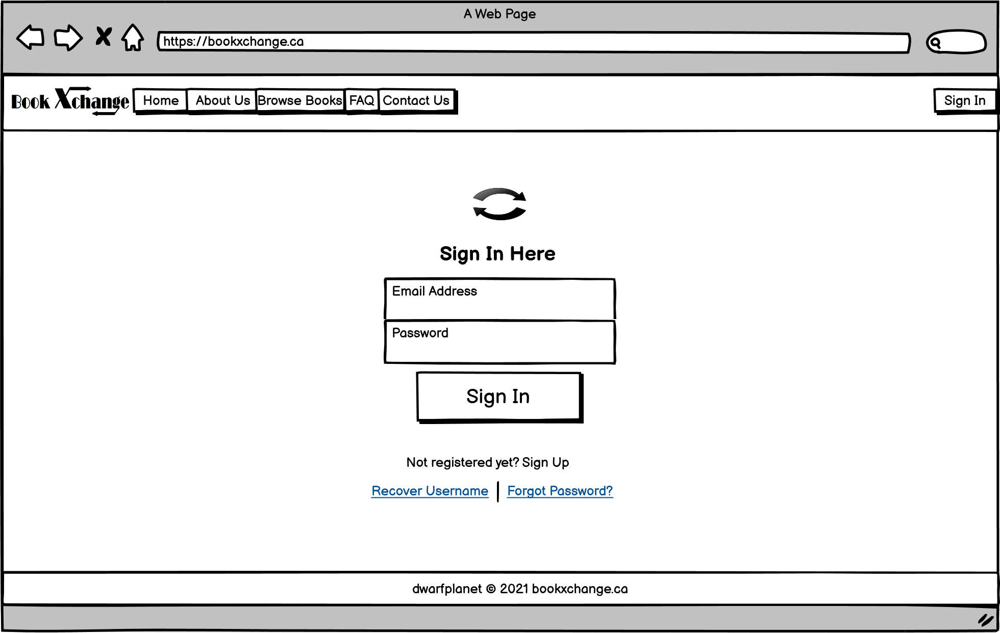 A Web Page
https://bookxchange.ca
Book Xchange Home About Us Browse Books FAQ Contact Us Sign In
Sign In Here
Email Address
Password
Sign In
Not registered yet? Sign Up
Recover Username Forgot Password?
dwarfplanet © 2021 bookxchange.ca